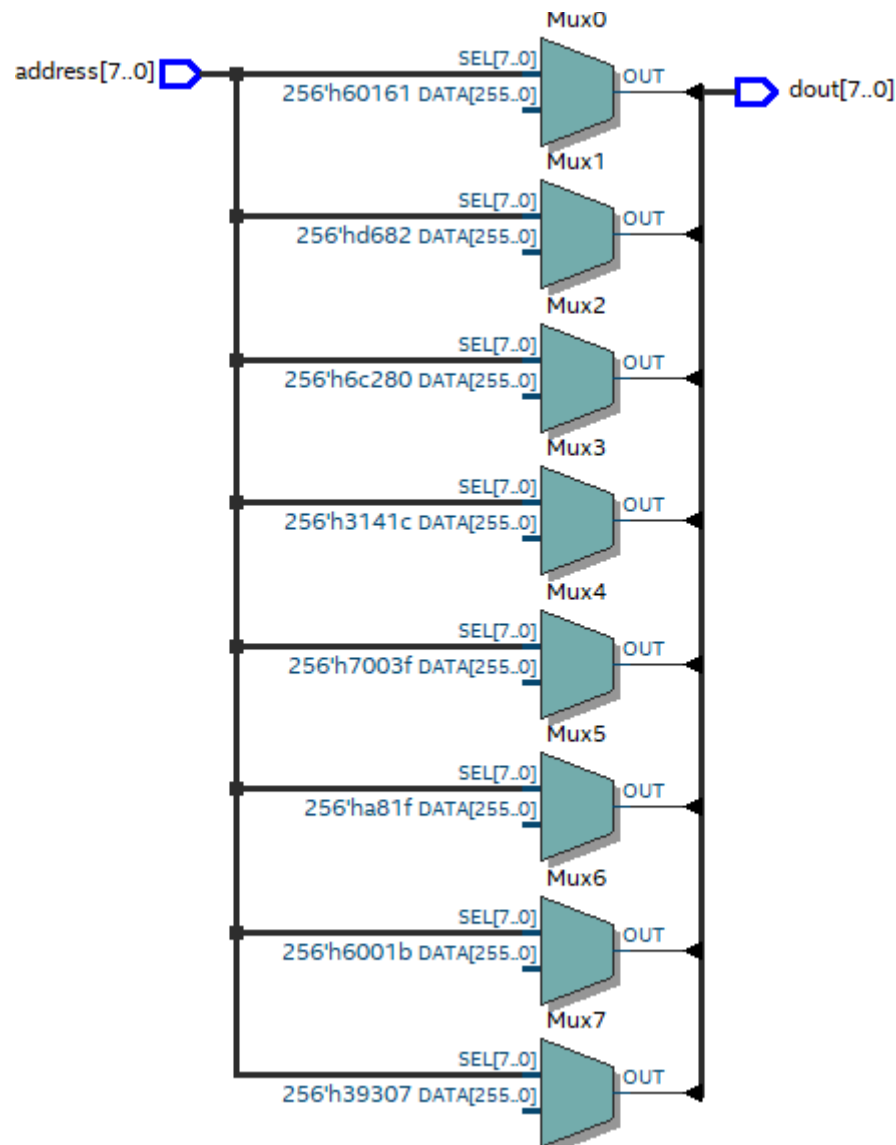 Mux0
address[7..0]
SEL[7..0]
256'h60161 DATA[255..0]
OUT
dout[7..0]
Mux1
SEL[7..0]
256'hd682 DATA[255..0]
OUT
Mux2
SEL[7..0]
256'h6c280 DATA[255..0]
OUT
Mux3
SEL[7..0]
256'h3141c DATA[255..0]
OUT
Mux4
SEL[7..0]
256'h7003f DATA[255..0]
OUT
Mux5
SEL[7..0]
256'ha81f DATA[255..0]
OUT
Mux6
SEL[7..0]
256'h6001b DATA[255..0]
OUT
Mux7
SEL[7..0]
256'h39307 DATA[255..0]
OUT